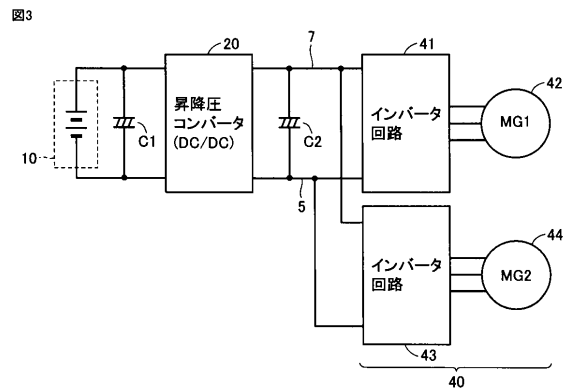 図3
20
7
41
42
昇降圧
コンバータ
(DC/DC)
インバータ
回路
MG1
C1
C2
10
5
44
インバータ
回路
MG2
43
40